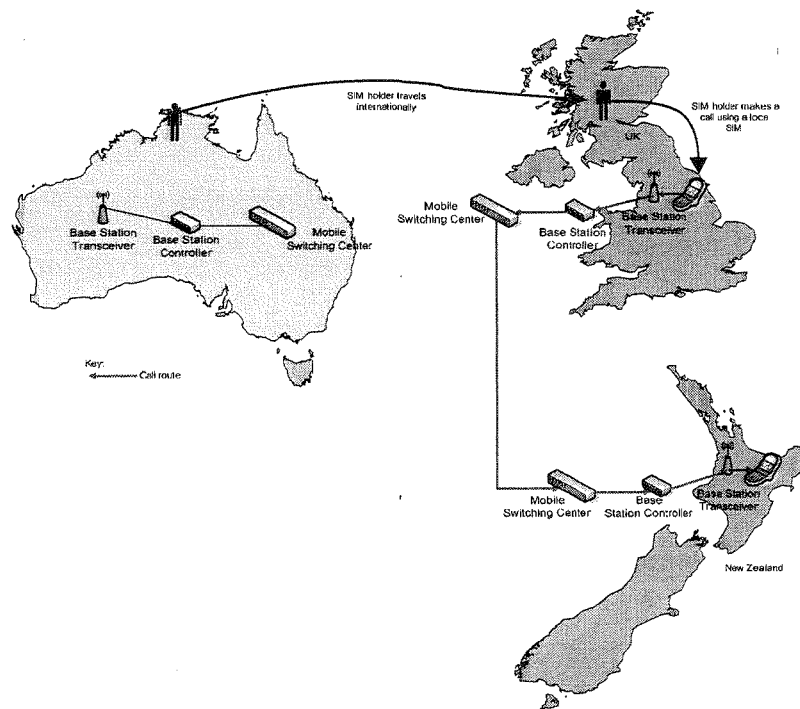 SIM holder travels
internationally
SIM holder makes a
call using a loca
SIM
UK
Base Station
Transceiver
Base Station
Controller
Mobile
Switching Center
Mobile
Switching Center
Base Station
Controller
Base Station
Transceiver
Key:
Call route
Mobile
Switching Center
Base
Station Controller
Base Station
Transceiver
New Zealand